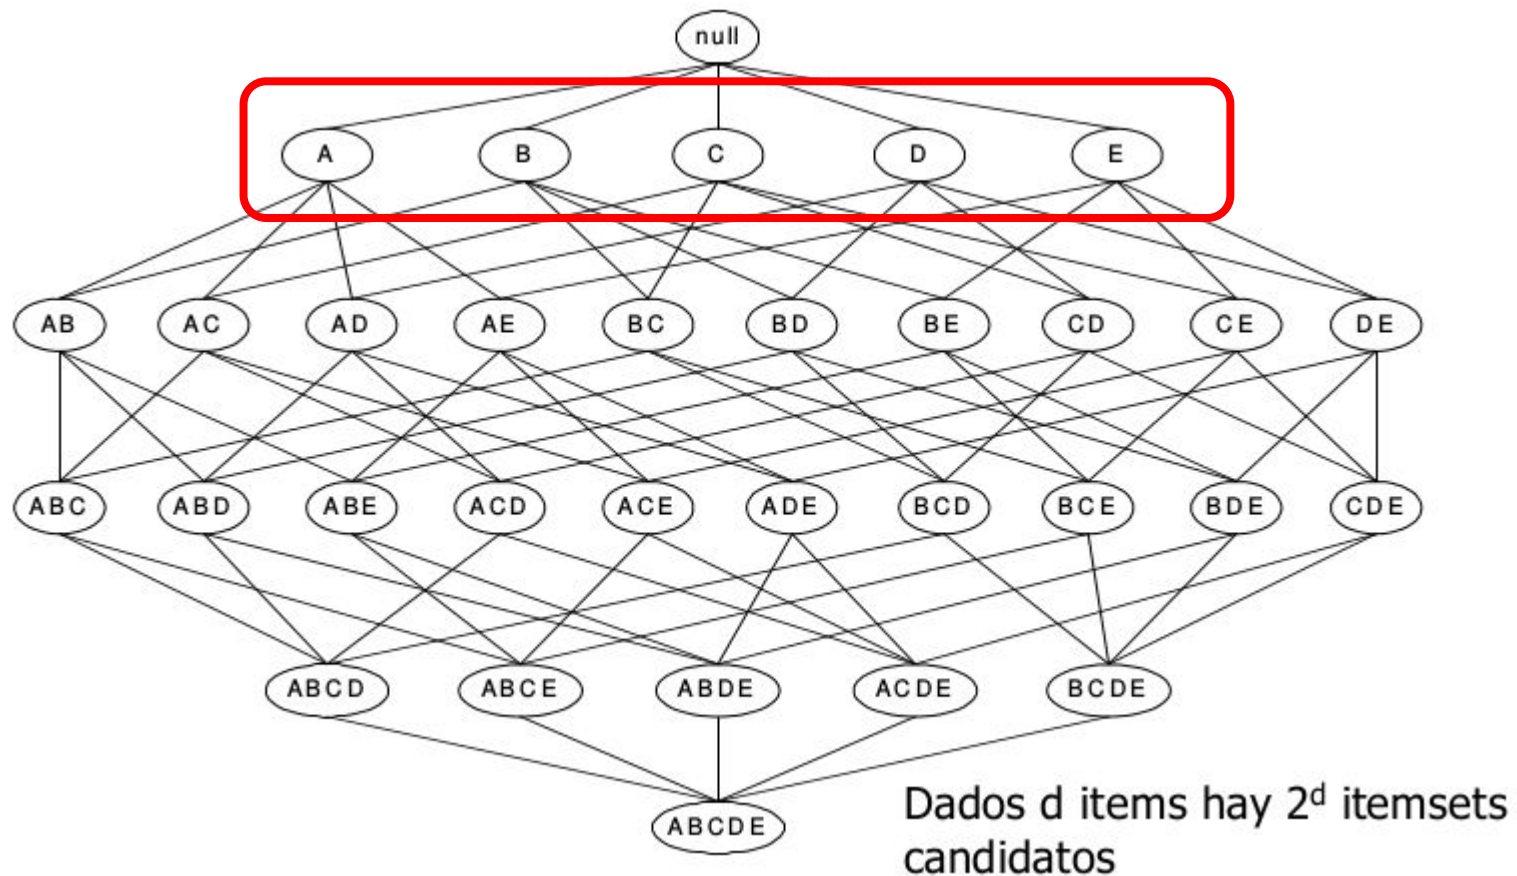 null
A B C D E
AB AC AD AE BC BD BE CD CE DE
ABC ABD ABE ACD ACE ADE BCD BCE BDE CDE
ABCD ABCE ABDE ACDE BCDE
ABCDE
Dados d items hay 2ᵈ itemsets
candidatos